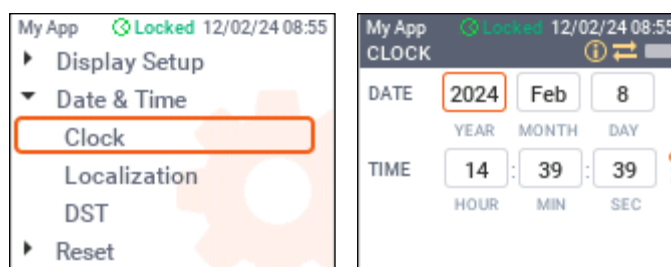 My App Locked 12/02/24 08:55
Display Setup
Date & Time
Clock
Localization
DST
Reset
My App Locked 12/02/24 08:55
CLOCK
DATE 2024 Feb 8
YEAR MONTH DAY
TIME 14 : 39 : 39
HOUR MIN SEC